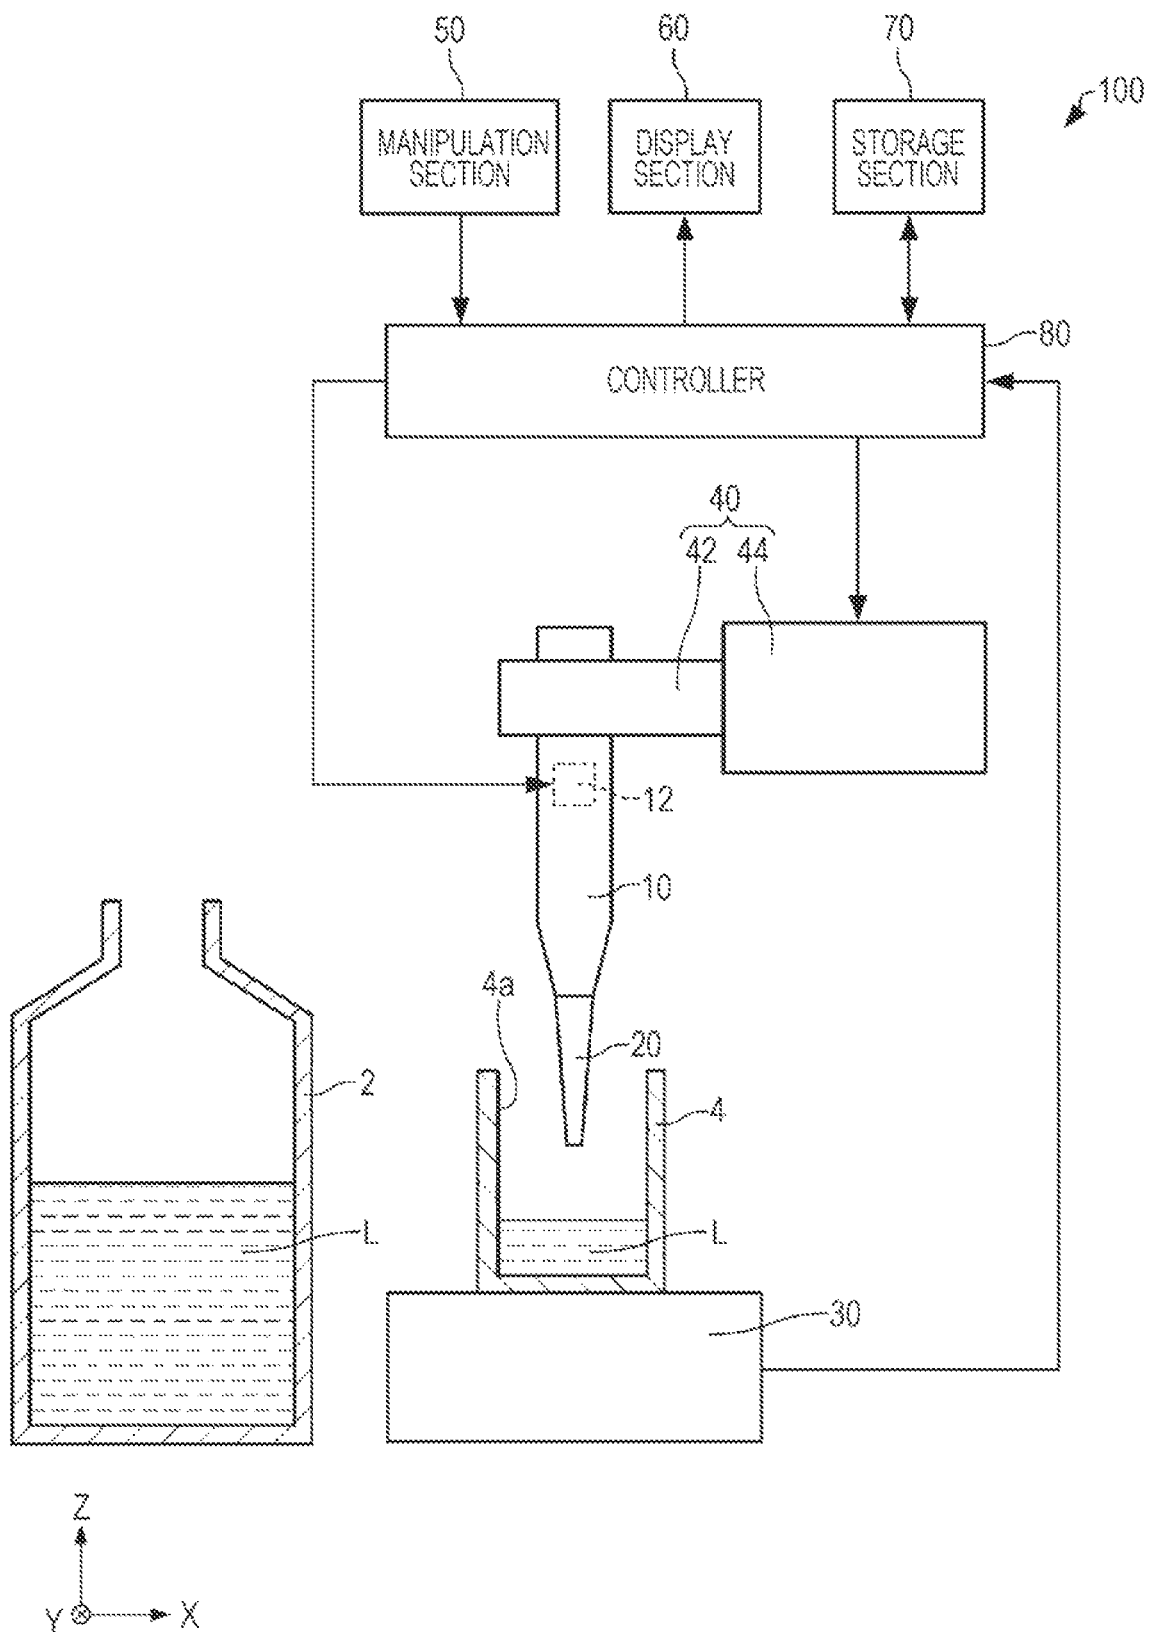 50
60
70
100
MANIPULATION
SECTION
DISPLAY
SECTION
STORAGE
SECTION
80
CONTROLLER
40
42 44
12
10
4a
20
2
4
L
L
30
Z
Y
X